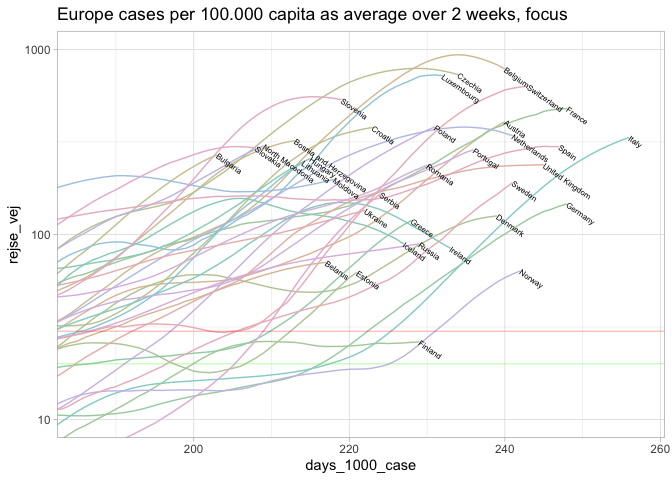 Europe cases per 100.000 capita as average over 2 weeks, focus
1000
100
10
rejse_vej
Belgium
Switzerland
Czechia
Luxembourg
France
Slovenia
Croatia
Poland
Austria
Netherlands
Italy
Bulgaria
Slovakia
North Macedonia
Bosnia and Herzegovina
Hungary
Lithuania
Moldova
Romania
Portugal
Spain
United Kingdom
Serbia
Sweden
Ukraine
Greece
Denmark
Germany
Iceland
Russia
Ireland
Belarus
Estonia
Norway
Finland
200
220
240
260
days_1000_case